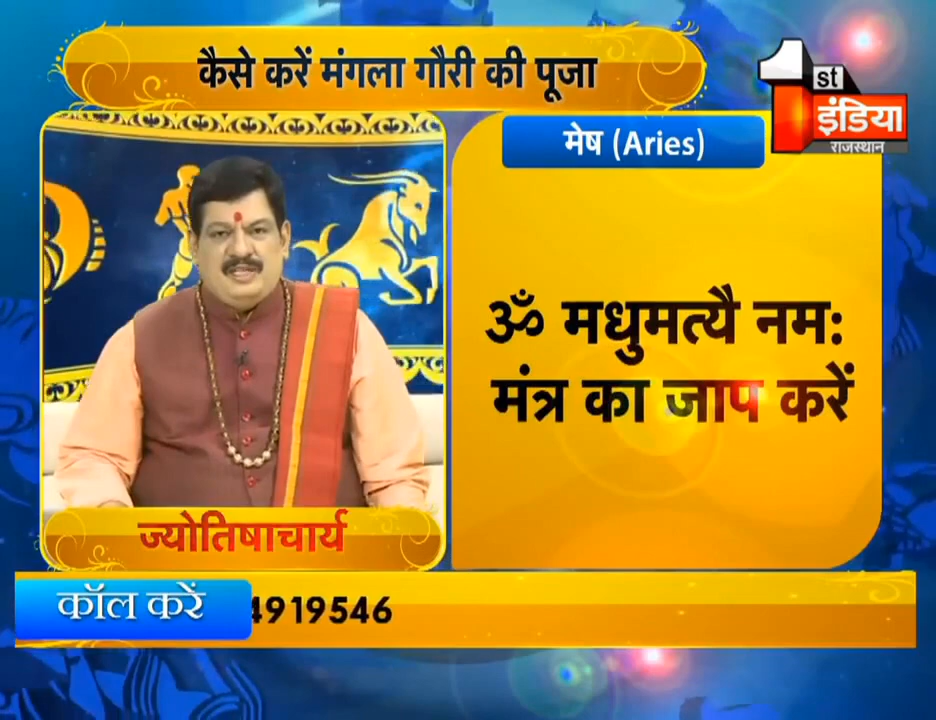 कैसे करें मंगला गौरी की पूजा
1st
इंडिया
राजस्थान
मेष (Aries)
ॐ मधुमत्यै नम:
मंत्र का जाप करें
ज्योतिषाचार्य
कॉल करें 4919546